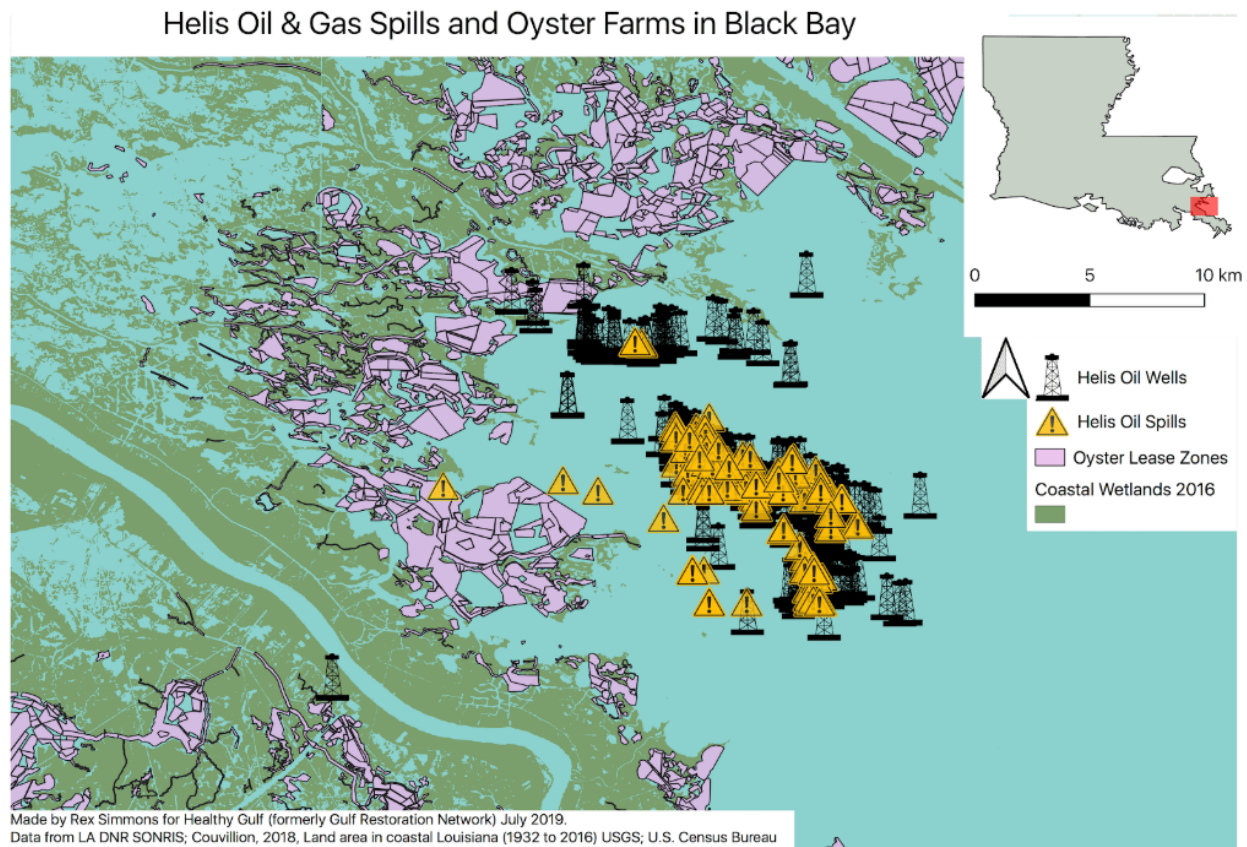 Helis Oil & Gas Spills and Oyster Farms in Black Bay
0 5 10 km
Helis Oil Wells
Helis Oil Spills
Oyster Lease Zones
Coastal Wetlands 2016
Made by Rex Simmons for Healthy Gulf (formerly Gulf Restoration Network) July 2019.
Data from LA DNR SONRIS; Couvillion, 2018, Land area in coastal Louisiana (1932 to 2016) USGS; U.S. Census Bureau